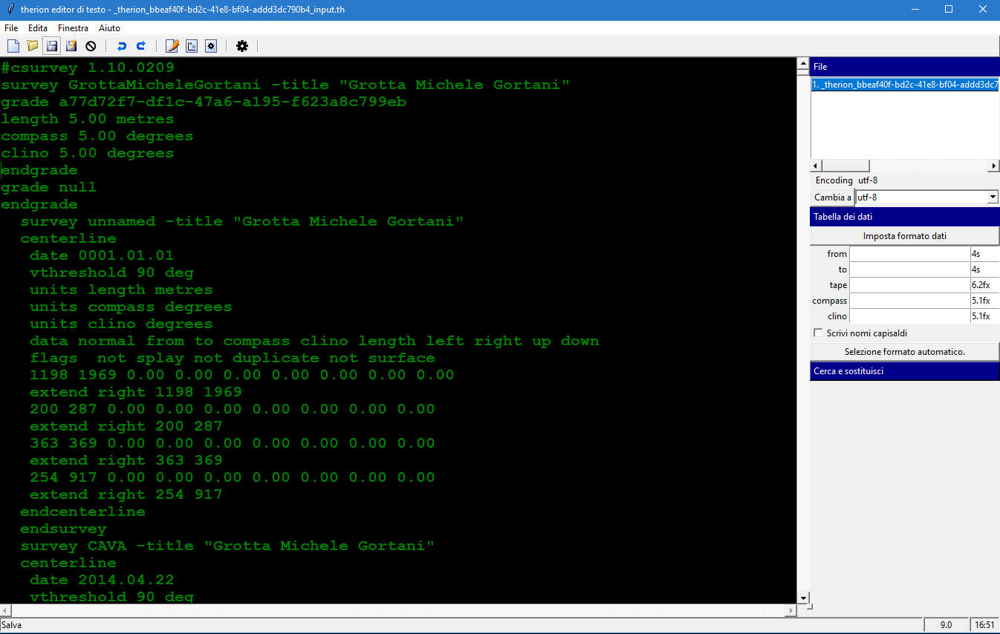 therion editor di testo - _therion_bbeaf40f-bd2c-41e8-bf04-addd3dc790b4_input.th
File Edita Finestra Aiuto
#csurvey 1.10.0209
survey GrottaMicheleGortani -title "Grotta Michele Gortani"
grade a77d72f7-df1c-47a6-a195-f623a8c799eb
length 5.00 metres
compass 5.00 degrees
clino 5.00 degrees
endgrade
grade null
endgrade
survey unnamed -title "Grotta Michele Gortani"
centerline
date 0001.01.01
vthreshold 90 deg
units length metres
units compass degrees
units clino degrees
data normal from to compass clino length left right up down
flags  not splay not duplicate not surface
1198 1969 0.00 0.00 0.00 0.00 0.00 0.00 0.00
extend right 1198 1969
200 287 0.00 0.00 0.00 0.00 0.00 0.00 0.00
extend right 200 287
363 369 0.00 0.00 0.00 0.00 0.00 0.00 0.00
extend right 363 369
254 917 0.00 0.00 0.00 0.00 0.00 0.00 0.00
extend right 254 917
endcenterline
endsurvey
survey CAVA -title "Grotta Michele Gortani"
centerline
date 2014.04.22
vthreshold 90 deg
File
1. _therion_bbeaf40f-bd2c-41e8-bf04-addd3dc7
Encoding utf-8
Cambia a utf-8
Tabella dei dati
Imposta formato dati
from 4s
to 4s
tape 6.2fx
compass 5.1fx
clino 5.1fx
Scrivi nomi capisaldi
Selezione formato automatico.
Cerca e sostituisci
Salva 9.0 16:51